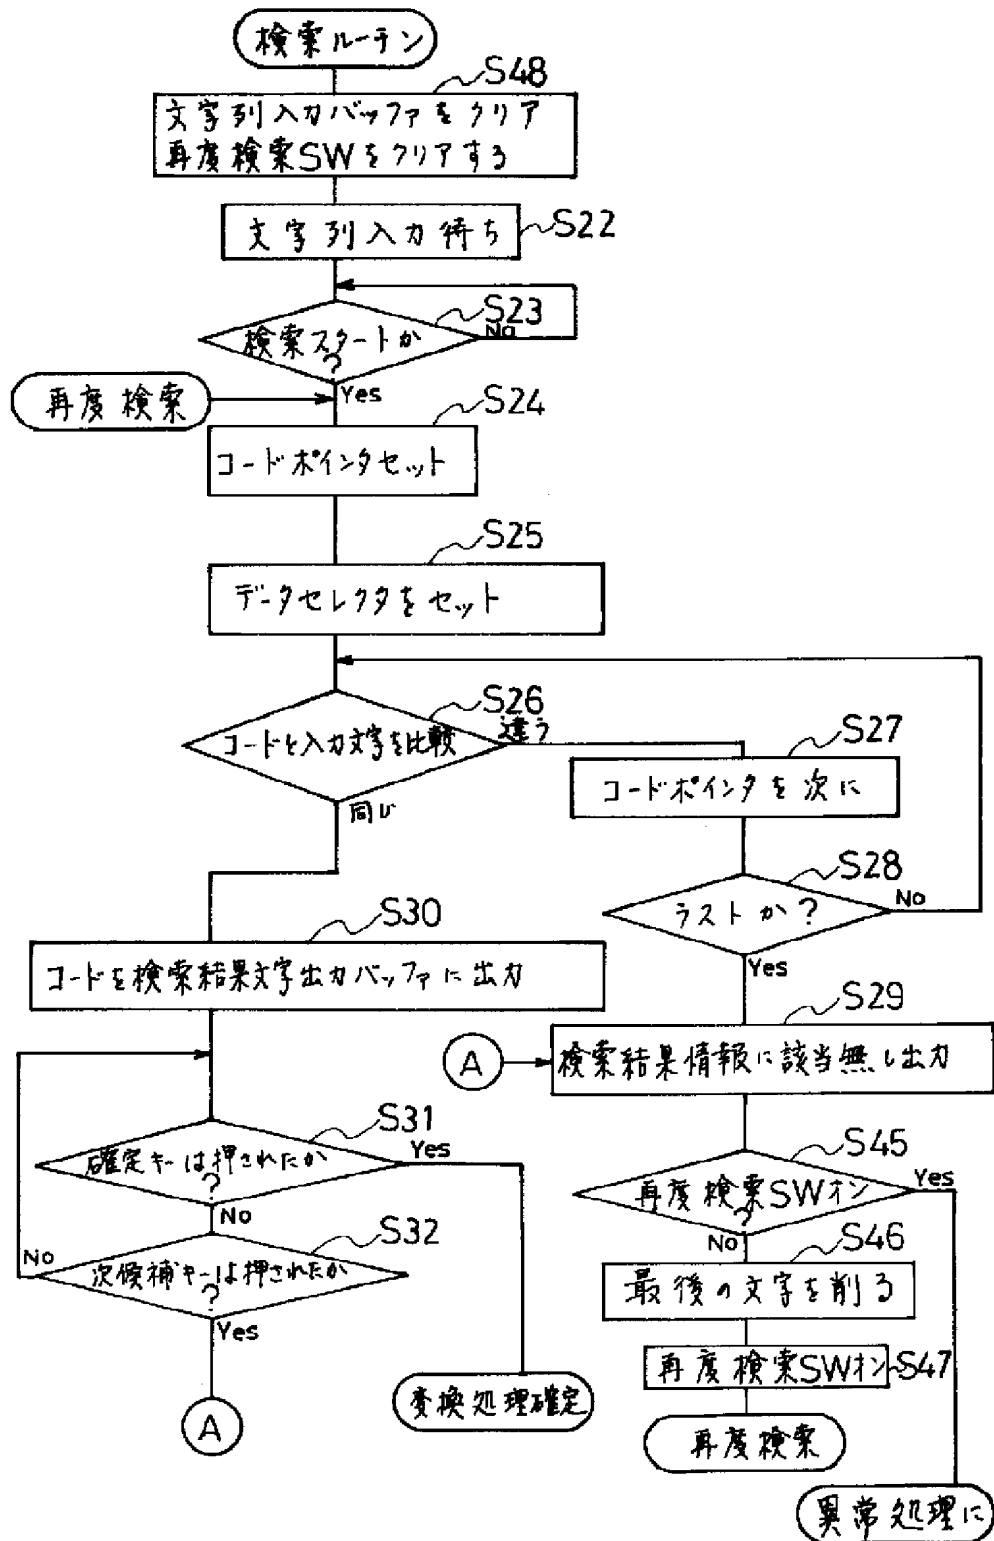 検索ルーチン
S48
文字列入力バッファをクリア
再度検索SWをクリアする
文字列入力待ち
S22
S23
検索スタートか
?
No
Yes
再度検索
S24
コードポインタセット
S25
データセレクタをセット
S26
コードと入力文字を比較
違う
同じ
S27
コードポインタを次に
S28
ラストか?
No
Yes
S30
コードを検索結果文字出力バッファに出力
S29
A
検索結果情報に該当無し出力
S31
確定キーは押されたか
?
Yes
No
S45
再度検索SWオン
?
Yes
No
S32
次候補キーは押されたか
?
No
Yes
S46
最後の文字を削る
再度検索SWオン
S47
A
変換処理確定
再度検索
異常処理に